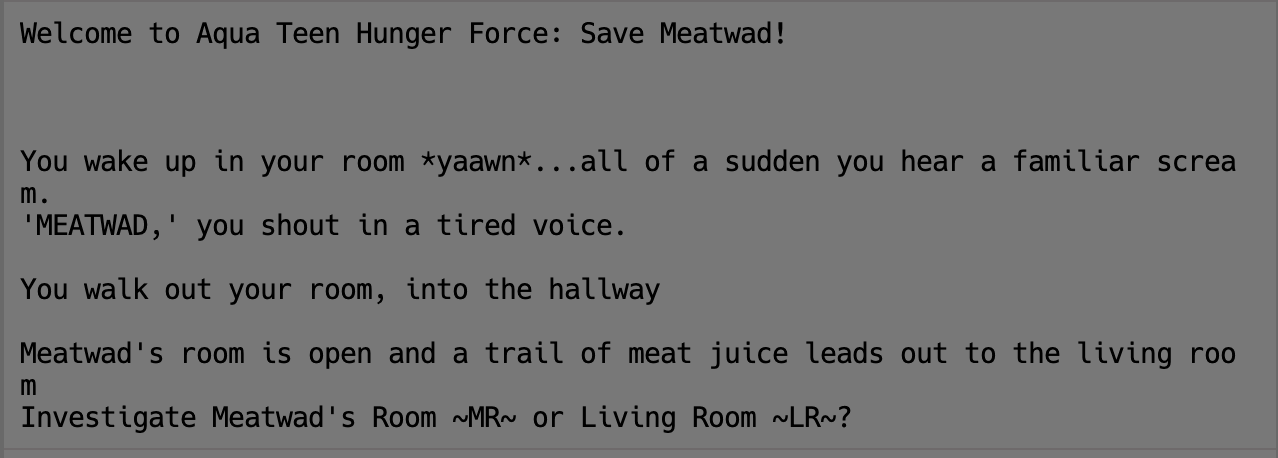 Welcome to Aqua Teen Hunger Force: Save Meatwad!
You wake up in your room *yaawn*...all of a sudden you hear a familiar screa
m.
'MEATWAD,' you shout in a tired voice.
You walk out your room, into the hallway
Meatwad's room is open and a trail of meat juice leads out to the living roo
m
Investigate Meatwad's Room ~MR~ or Living Room ~LR~?